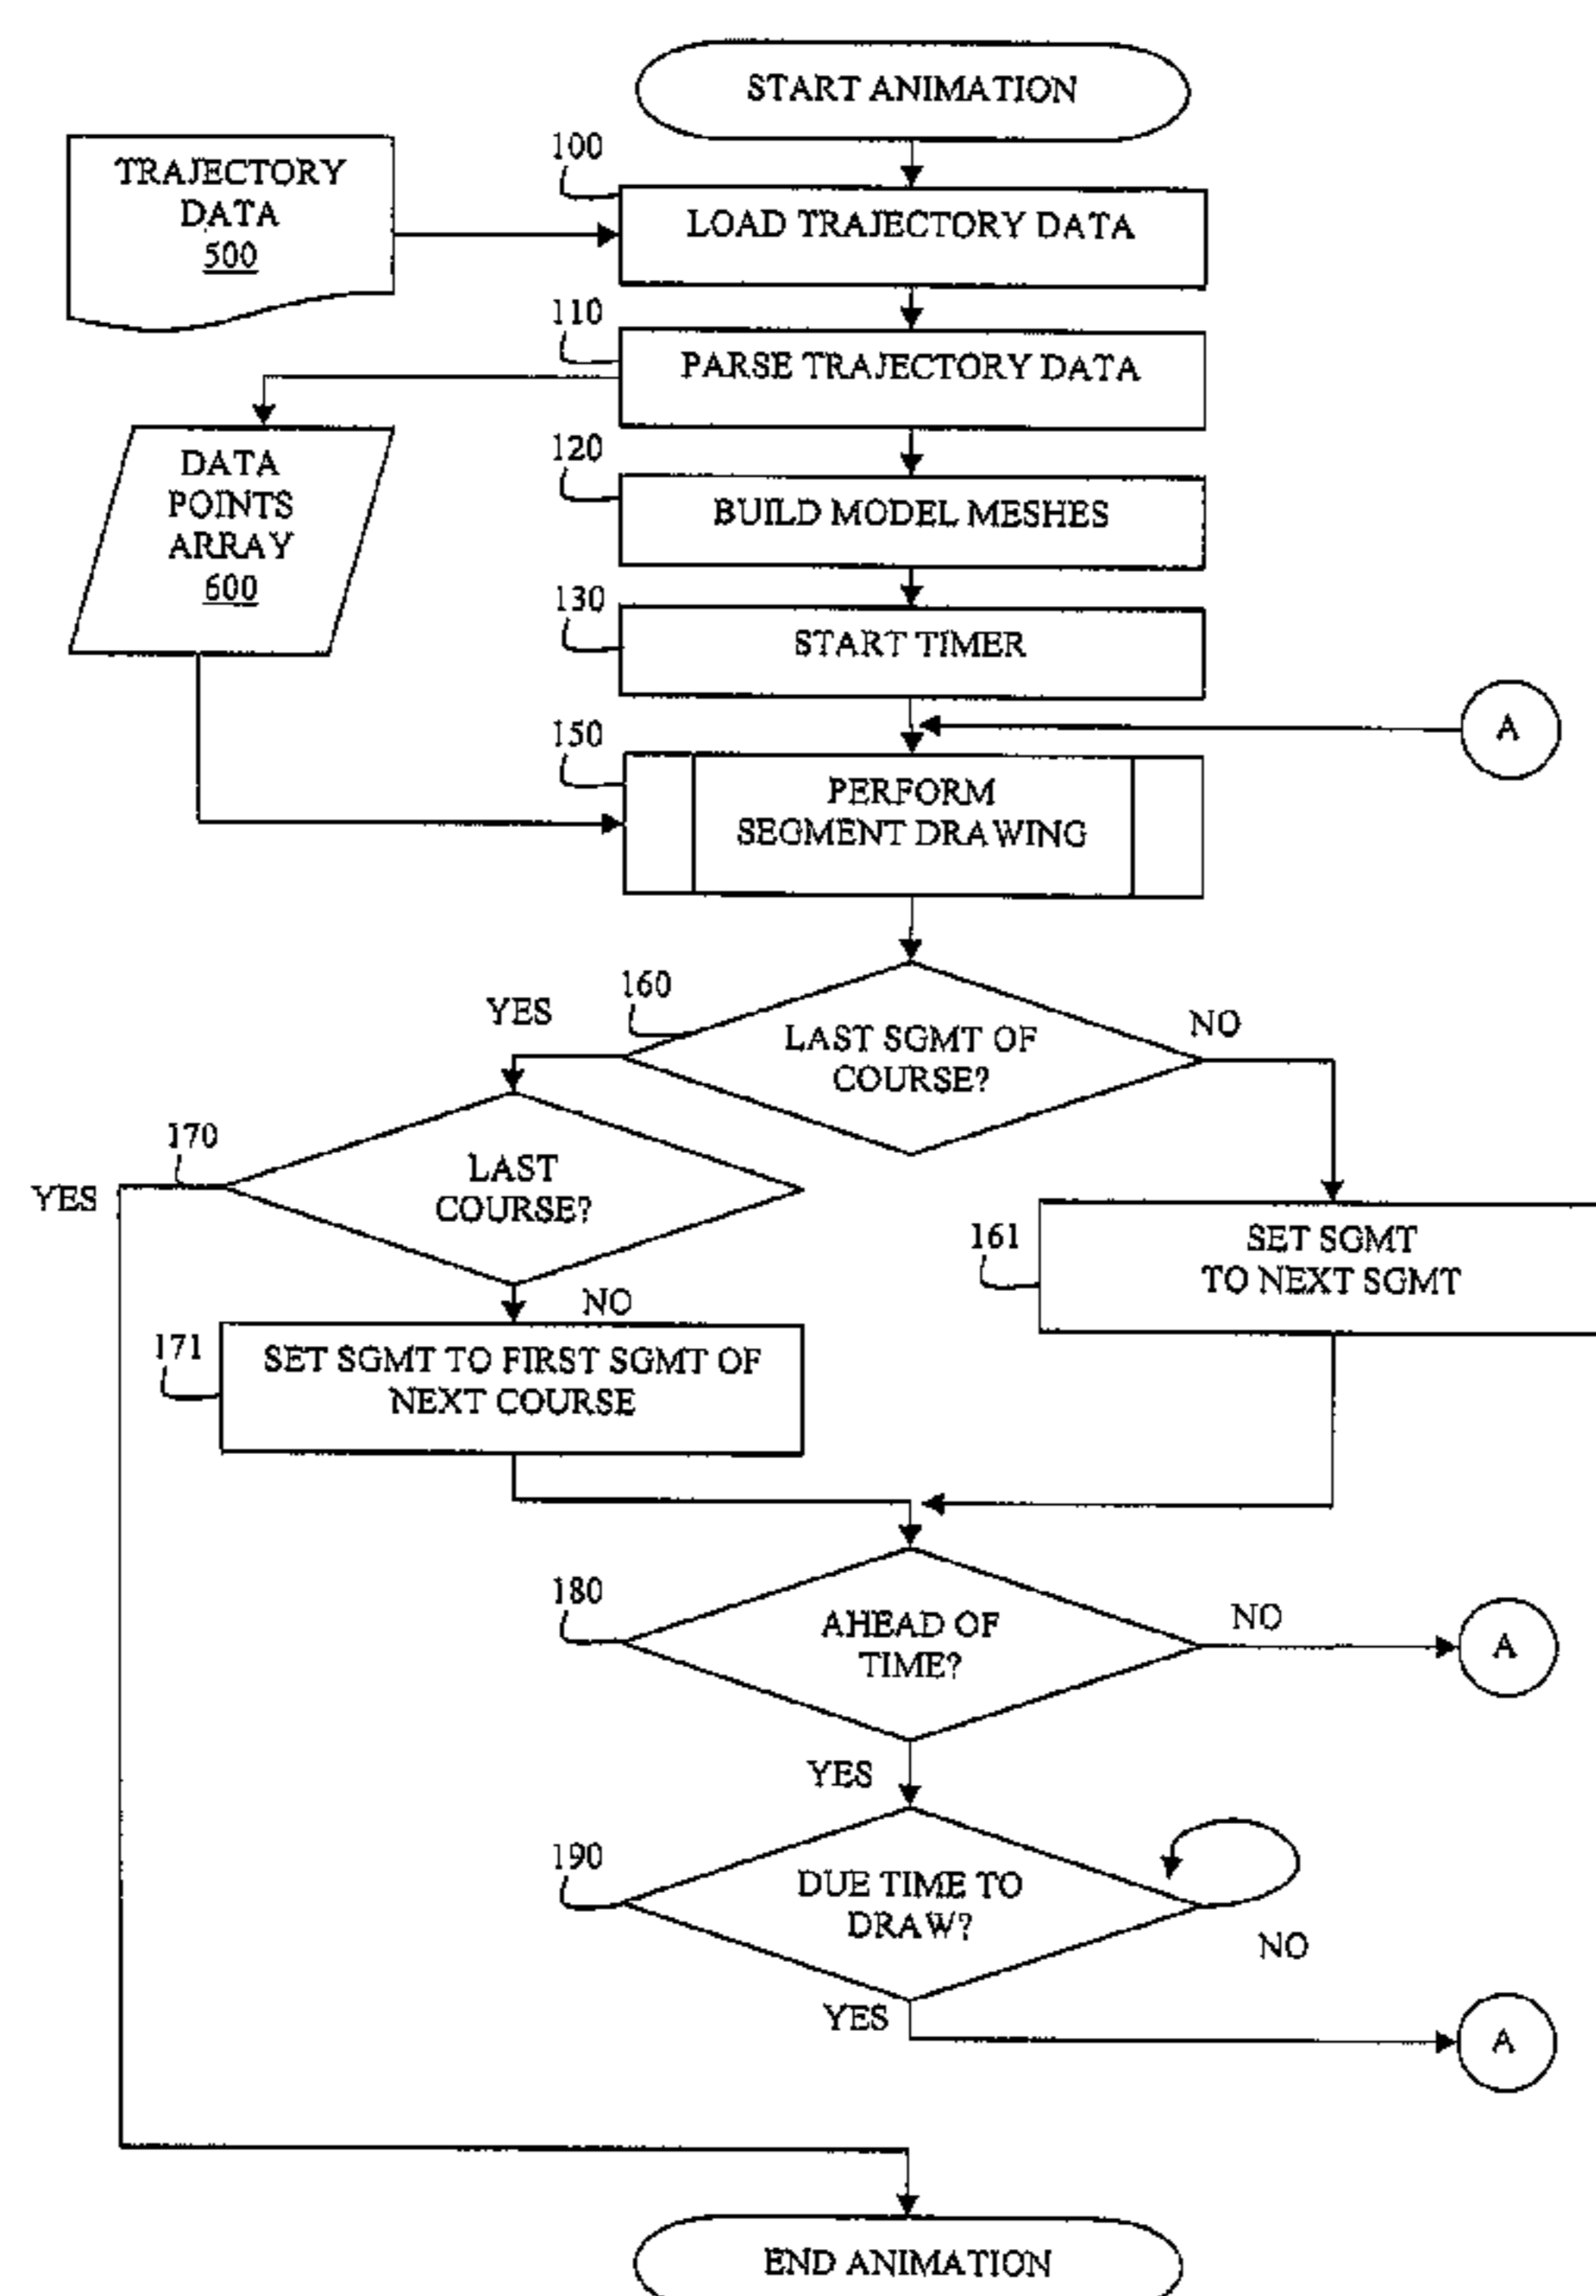 START ANIMATION
100
TRAJECTORY
DATA
500
LOAD TRAJECTORY DATA
110
PARSE TRAJECTORY DATA
DATA
POINTS
ARRAY
600
120
BUILD MODEL MESHES
130
START TIMER
A
150
PERFORM
SEGMENT DRAWING
160
YES
NO
LAST SGMT OF
COURSE?
170
YES
LAST
COURSE?
NO
161
SET SGMT
TO NEXT SGMT
171
SET SGMT TO FIRST SGMT OF
NEXT COURSE
180
AHEAD OF
TIME?
NO
A
YES
190
DUE TIME TO
DRAW?
NO
YES
A
END ANIMATION